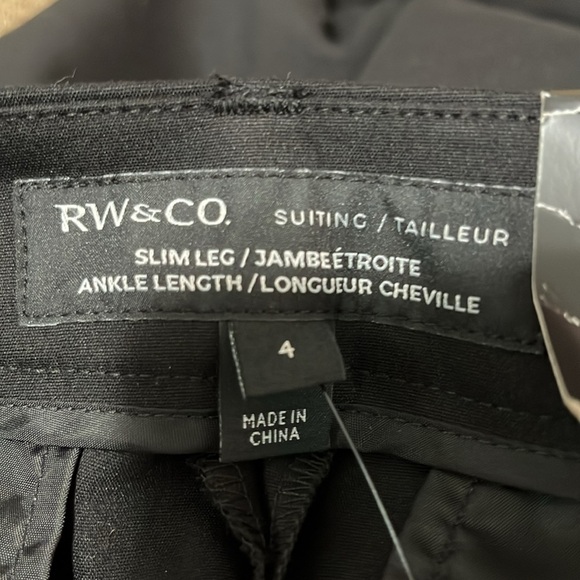 RW&CO. SUITING / TAILLEUR
SLIM LEG / JAMBEÉTROITE
ANKLE LENGTH / LONGUEUR CHEVILLE
4
MADE IN
CHINA